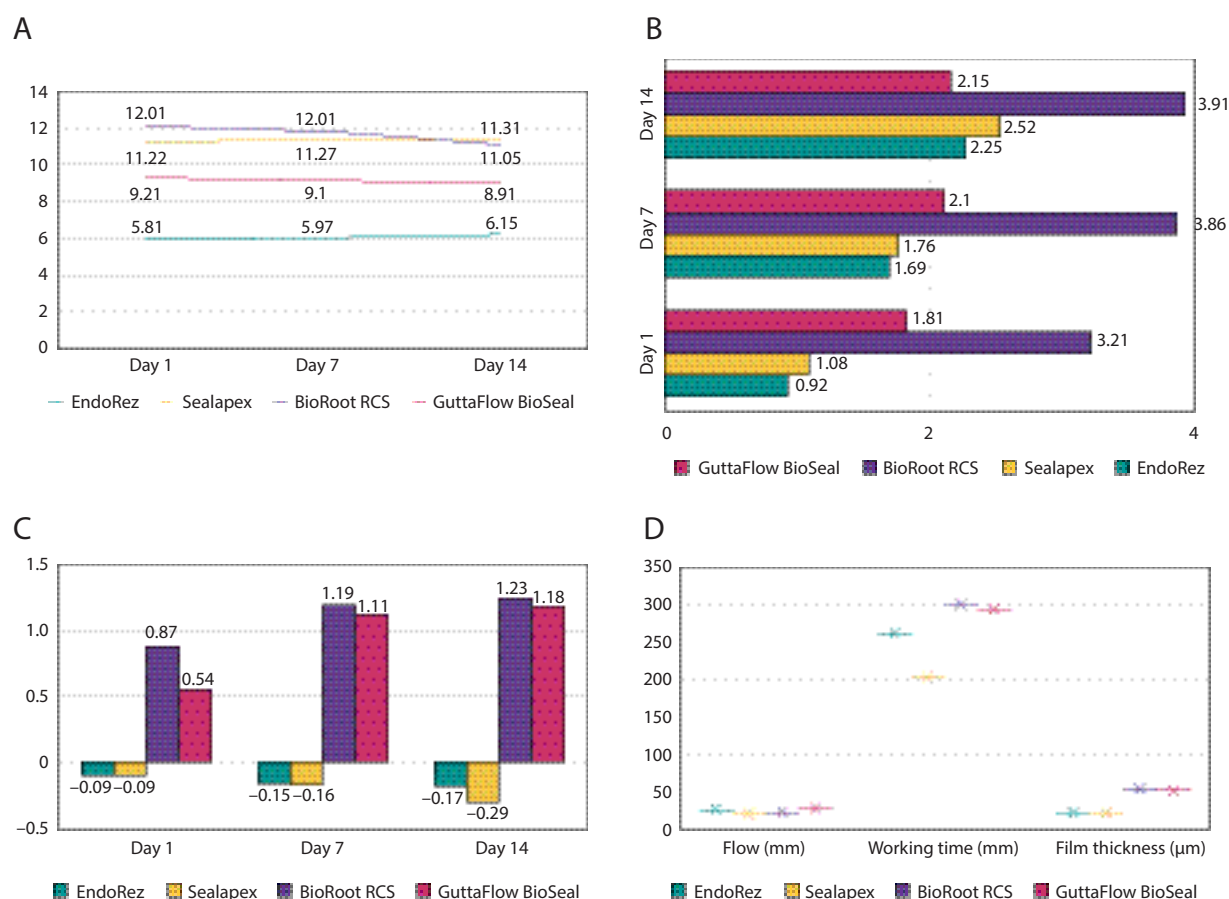 A
14
12
10
8
6
4
2
0
12.01 12.01 11.31
11.22 11.27 11.05
9.21 9.1 8.91
5.81 5.97 6.15
Day 1 Day 7 Day 14
EndoRez Sealapex BioRoot RCS GuttaFlow BioSeal
B
Day 14
2.15
3.91
2.52
2.25
Day 7
2.1
3.86
1.76
1.69
Day 1
1.81
3.21
1.08
0.92
0 2 4
GuttaFlow BioSeal BioRoot RCS Sealapex EndoRez
C
1.5
1.0
0.5
0
−0.5
0.87
0.54
−0.09 −0.09
1.19
1.11
−0.15 −0.16
1.23
1.18
−0.17
−0.29
Day 1 Day 7 Day 14
EndoRez Sealapex BioRoot RCS GuttaFlow BioSeal
D
350
300
250
200
150
100
50
0
Flow (mm) Working time (mm) Film thickness (μm)
EndoRez Sealapex BioRoot RCS GuttaFlow BioSeal